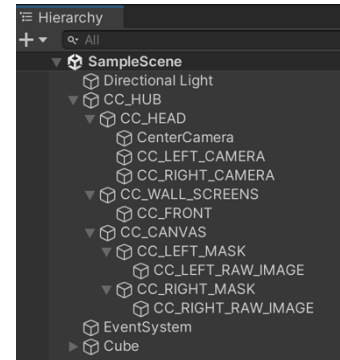 Hierarchy
All
SampleScene
Directional Light
CC_HUB
CC_HEAD
CenterCamera
CC_LEFT_CAMERA
CC_RIGHT_CAMERA
CC_WALL_SCREENS
CC_FRONT
CC_CANVAS
CC_LEFT_MASK
CC_LEFT_RAW_IMAGE
CC_RIGHT_MASK
CC_RIGHT_RAW_IMAGE
EventSystem
Cube